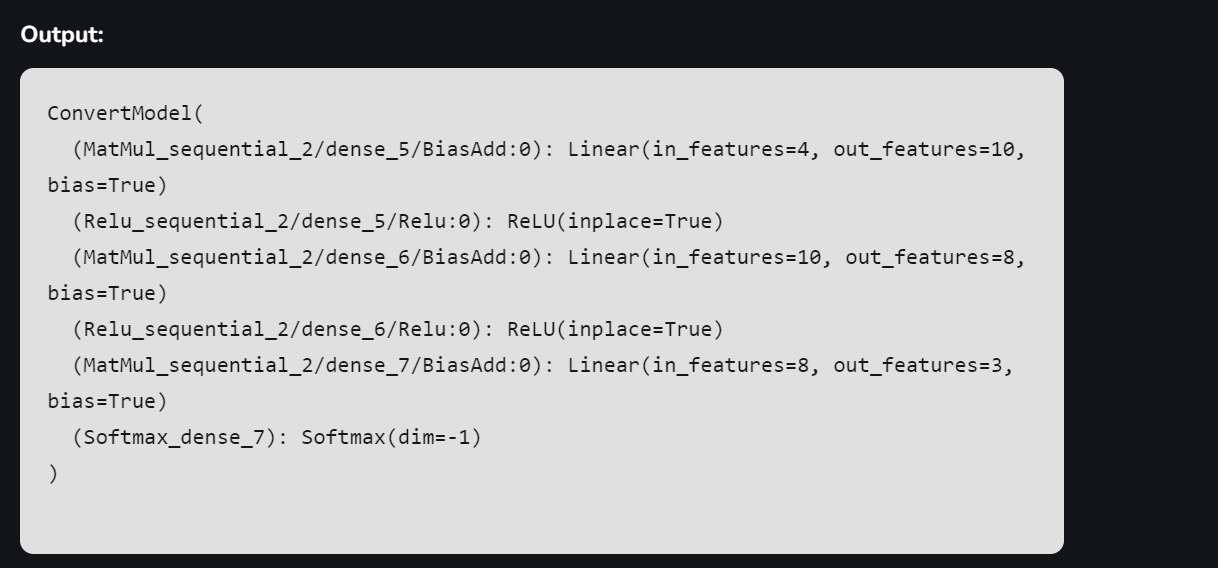 Output:
ConvertModel(
  (MatMul_sequential_2/dense_5/BiasAdd:0): Linear(in_features=4, out_features=10,
bias=True)
  (Relu_sequential_2/dense_5/Relu:0): ReLU(inplace=True)
  (MatMul_sequential_2/dense_6/BiasAdd:0): Linear(in_features=10, out_features=8,
bias=True)
  (Relu_sequential_2/dense_6/Relu:0): ReLU(inplace=True)
  (MatMul_sequential_2/dense_7/BiasAdd:0): Linear(in_features=8, out_features=3,
bias=True)
  (Softmax_dense_7): Softmax(dim=-1)
)